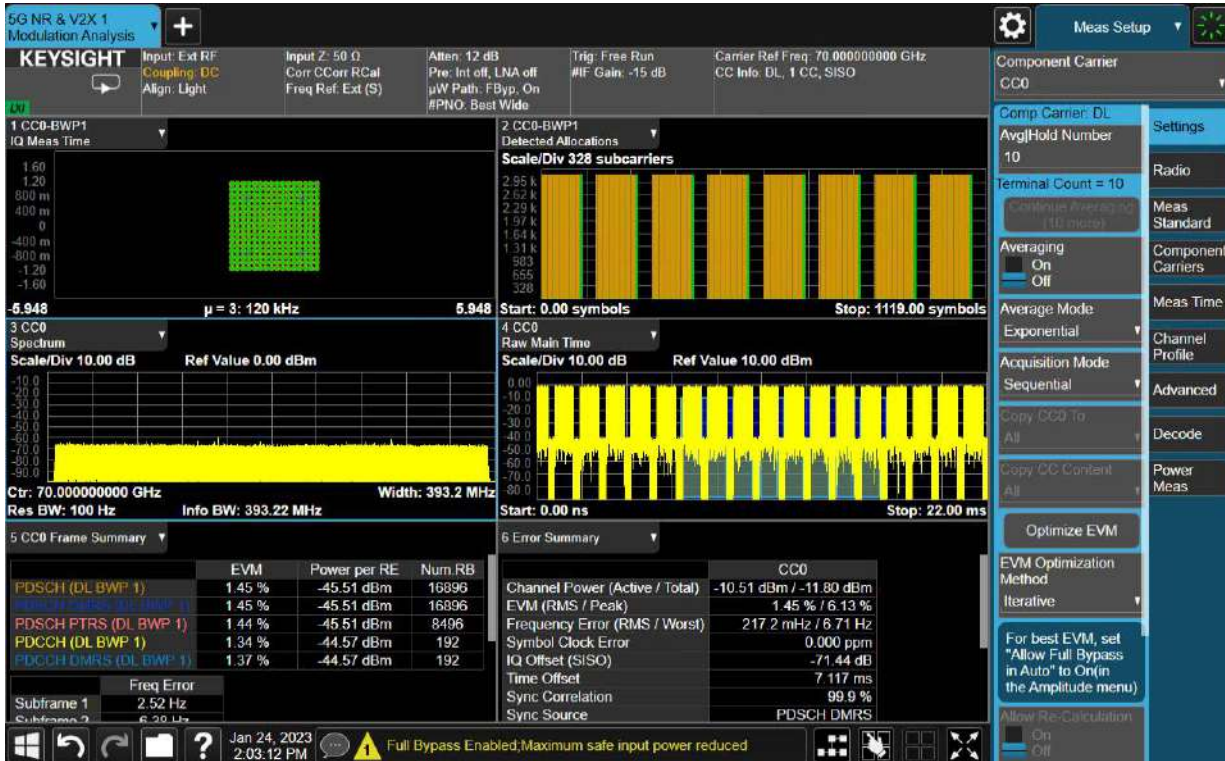 5G NR & V2X 1
Modulation Analysis
Meas Setup
KEYSIGHT
Input: Ext RF
Coupling: DC
Align: Light
Input Z: 50 Ω
Corr CCorr RCal
Freq Ref: Ext (S)
Atten: 12 dB
Pre: Int off, LNA off
µW Path: FByp, On
#PNO: Best Wide
Trig: Free Run
#IF Gain: -15 dB
Carrier Ref Freq: 70.000000000 GHz
CC Info: DL, 1 CC, SISO
1 CC0-BWP1
IQ Meas Time
1.60
1.20
800 m
400 m
0
-400 m
-800 m
-1.20
-1.60
-5.948
µ = 3: 120 kHz
5.948
2 CC0-BWP1
Detected Allocations
Scale/Div 328 subcarriers
2.95 k
2.62 k
2.29 k
1.97 k
1.64 k
1.31 k
983
655
328
Start: 0.00 symbols
Stop: 1119.00 symbols
3 CC0
Spectrum
Scale/Div 10.00 dB
Ref Value 0.00 dBm
-10.0
-20.0
-30.0
-40.0
-50.0
-60.0
-70.0
-80.0
-90.0
Ctr: 70.000000000 GHz
Width: 393.2 MHz
Res BW: 100 Hz
Info BW: 393.22 MHz
4 CC0
Raw Main Time
Scale/Div 10.00 dB
Ref Value 10.00 dBm
0.00
-10.0
-20.0
-30.0
-40.0
-50.0
-60.0
-70.0
-80.0
Start: 0.00 ns
Stop: 22.00 ms
5 CC0 Frame Summary
EVM Power per RE Num.RB
PDSCH (DL BWP 1) 1.45 % -45.51 dBm 16896
PDSCH DMRS (DL BWP 1) 1.45 % -45.51 dBm 16896
PDSCH PTRS (DL BWP 1) 1.44 % -45.51 dBm 8496
PDCCH (DL BWP 1) 1.34 % -44.57 dBm 192
PDCCH DMRS (DL BWP 1) 1.37 % -44.57 dBm 192
Freq Error
Subframe 1 2.52 Hz
Subframe 2 6.38 Hz
6 Error Summary
CC0
Channel Power (Active / Total) -10.51 dBm / -11.80 dBm
EVM (RMS / Peak) 1.45 % / 6.13 %
Frequency Error (RMS / Worst) 217.2 mHz / 6.71 Hz
Symbol Clock Error 0.000 ppm
IQ Offset (SISO) -71.44 dB
Time Offset 7.117 ms
Sync Correlation 99.9 %
Sync Source PDSCH DMRS
Component Carrier
CC0
Comp Carrier: DL
Avg|Hold Number
10
Terminal Count = 10
Continue Averaging
(10 more)
Averaging
On
Off
Average Mode
Exponential
Acquisition Mode
Sequential
Copy CC0 To
All
Copy CC Content
All
Optimize EVM
EVM Optimization
Method
Iterative
For best EVM, set
"Allow Full Bypass
in Auto" to On(in
the Amplitude menu)
Allow Re-Calculation
On
Off
Settings
Radio
Meas
Standard
Component
Carriers
Meas Time
Channel
Profile
Advanced
Decode
Power
Meas
Jan 24, 2023
2:03:12 PM
Full Bypass Enabled;Maximum safe input power reduced